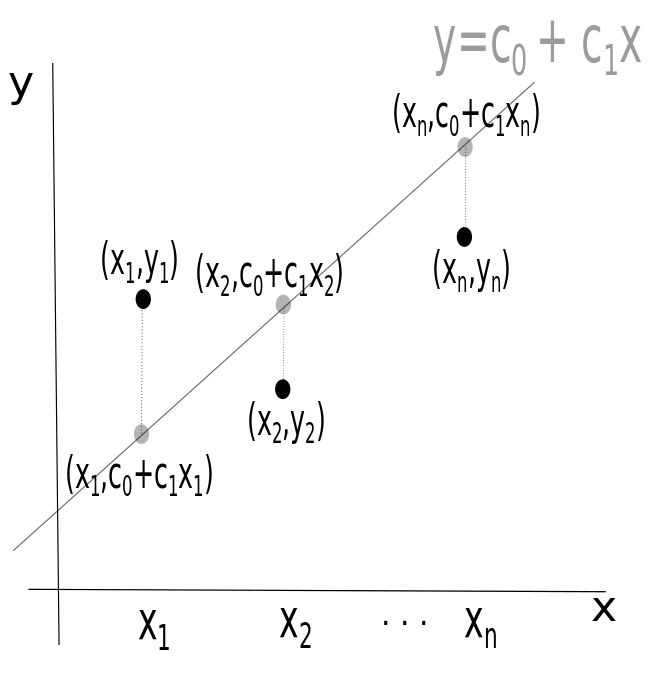 y=c₀ + c₁x
y
(xₙ,c₀+c₁xₙ)
(x₁,y₁)
(x₂,c₀+c₁x₂)
(xₙ,yₙ)
(x₂,y₂)
(x₁,c₀+c₁x₁)
x
x₁ x₂ . . . xₙ